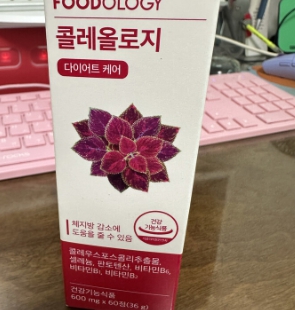 FOODOLOGY
콜레올로지
다이어트 케어
체지방 감소에
도움을 줄 수 있음
건강
기능식품
콜레우스포스콜리추출물,
셀레늄, 판토텐산, 비타민B₆,
비타민B₁, 비타민B₂
건강기능식품
600 mg x 60정(36 g)